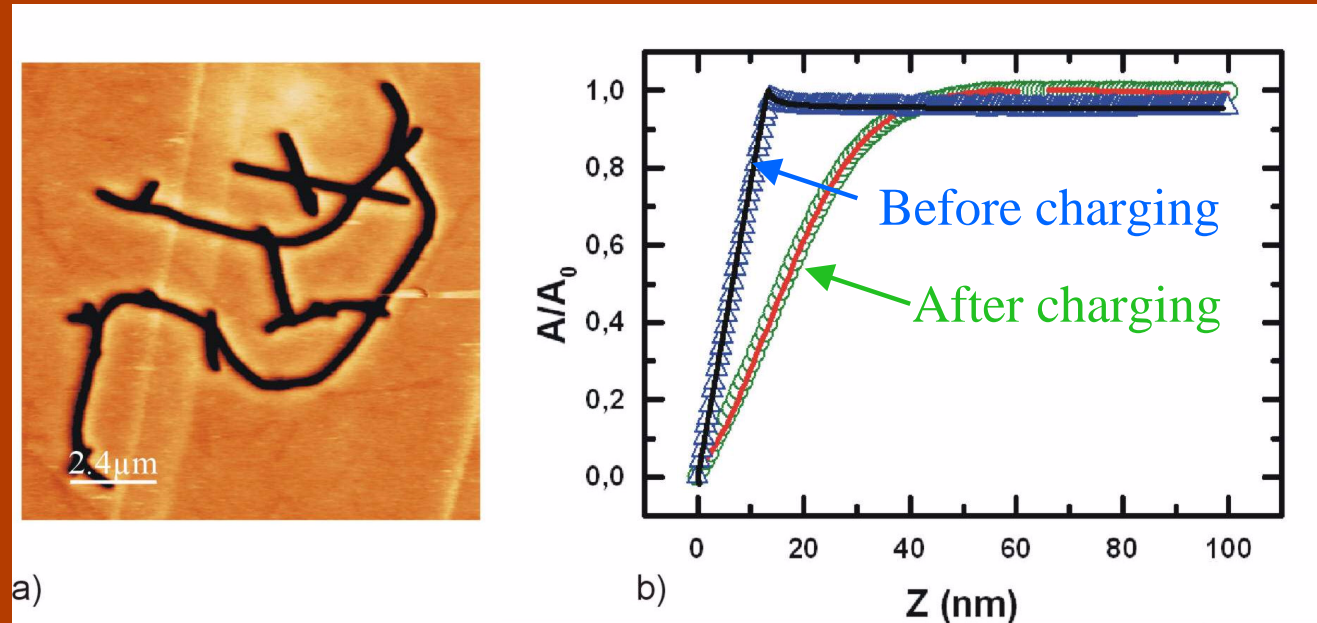 2.4µm
a)
A/A0
1,0
0,8
0,6
0,4
0,2
0,0
Before charging
After charging
0 20 40 60 80 100
b)
Z (nm)